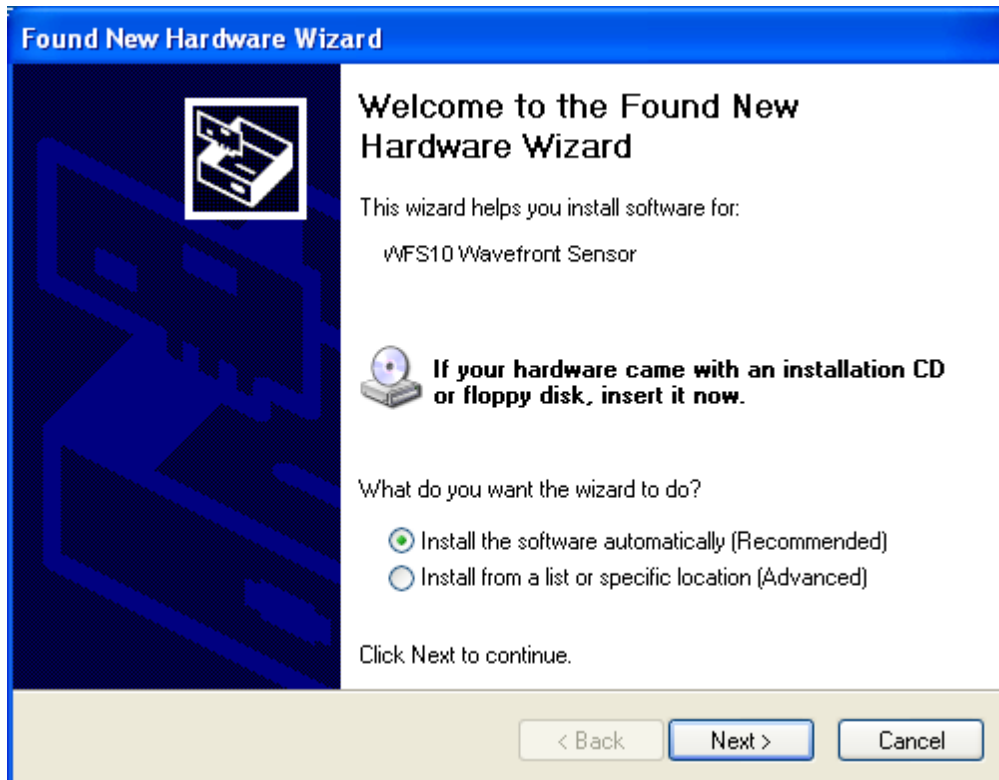 Found New Hardware Wizard
Welcome to the Found New
Hardware Wizard
This wizard helps you install software for:
WFS10 Wavefront Sensor
If your hardware came with an installation CD
or floppy disk, insert it now.
What do you want the wizard to do?
Install the software automatically (Recommended)
Install from a list or specific location (Advanced)
Click Next to continue.
< Back Next > Cancel